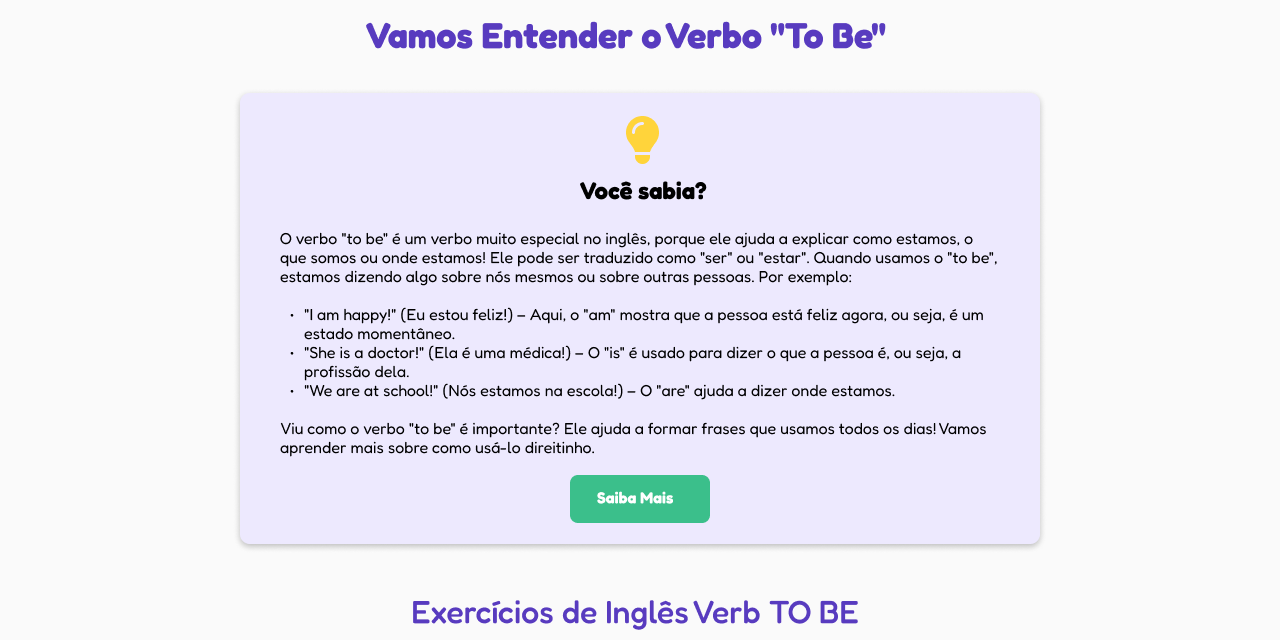 Vamos Entender o Verbo "To Be"
Você sabia?
O verbo "to be" é um verbo muito especial no inglês, porque ele ajuda a explicar como estamos, o
que somos ou onde estamos! Ele pode ser traduzido como "ser" ou "estar". Quando usamos o "to be",
estamos dizendo algo sobre nós mesmos ou sobre outras pessoas. Por exemplo:
• "I am happy!" (Eu estou feliz!) – Aqui, o "am" mostra que a pessoa está feliz agora, ou seja, é um
estado momentâneo.
• "She is a doctor!" (Ela é uma médica!) – O "is" é usado para dizer o que a pessoa é, ou seja, a
profissão dela.
• "We are at school!" (Nós estamos na escola!) – O "are" ajuda a dizer onde estamos.
Viu como o verbo "to be" é importante? Ele ajuda a formar frases que usamos todos os dias! Vamos
aprender mais sobre como usá-lo direitinho.
Saiba Mais
Exercícios de Inglês Verb TO BE